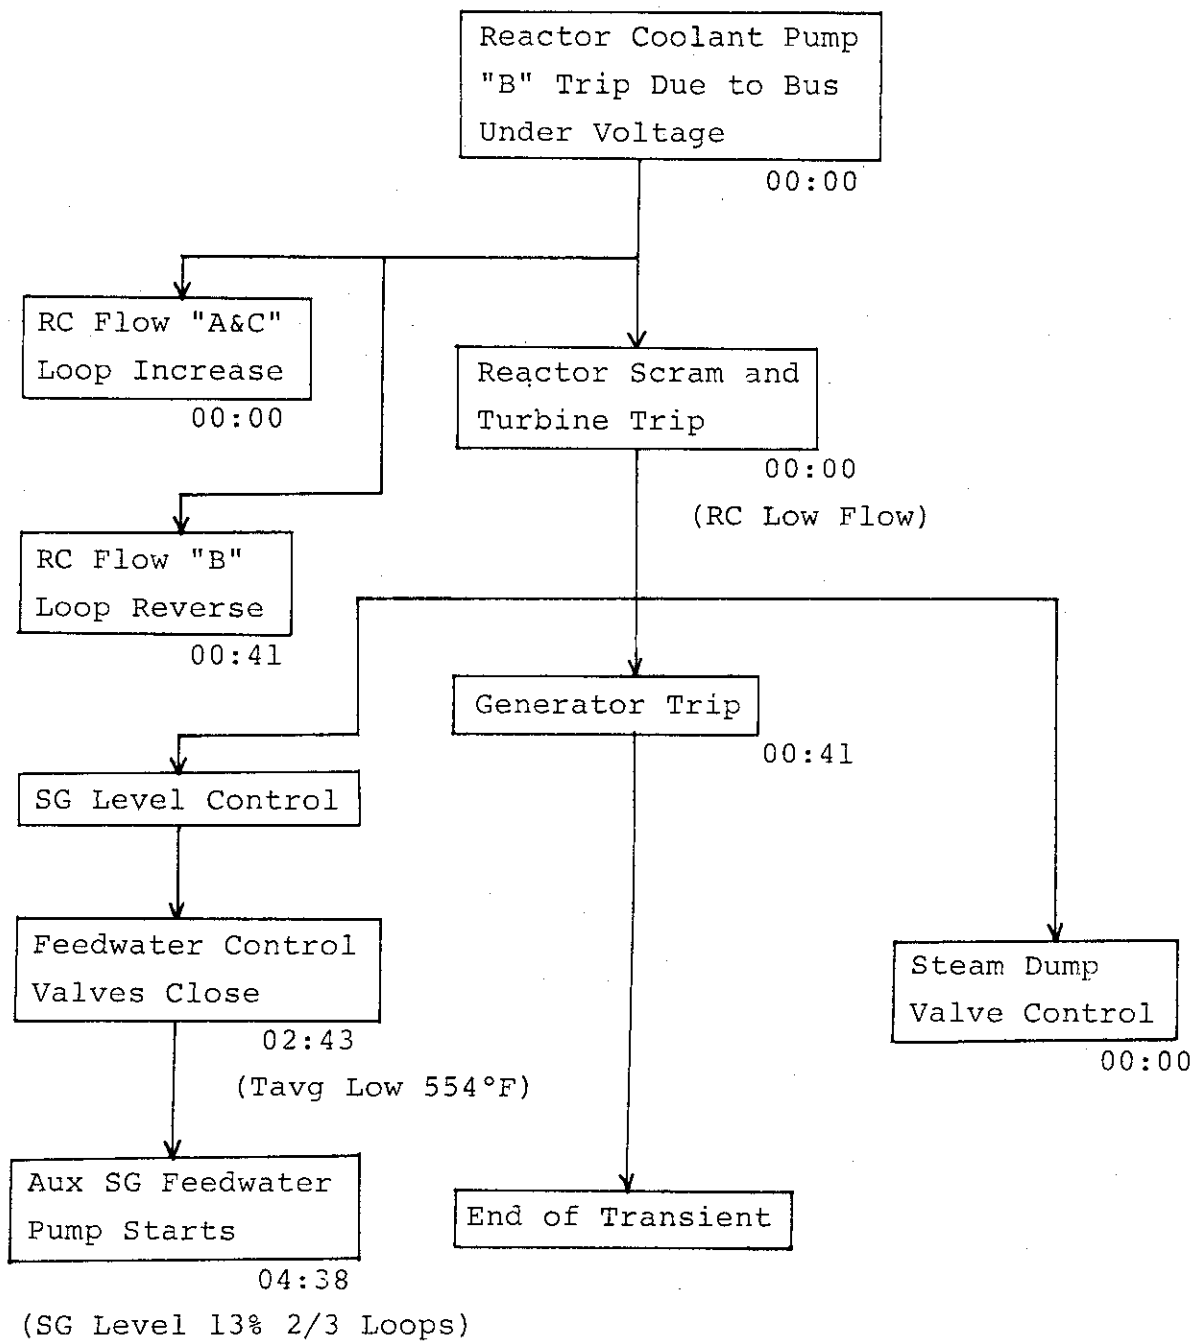 Reactor Coolant Pump
"B" Trip Due to Bus
Under Voltage
00:00
RC Flow "A&C"
Loop Increase
00:00
Reactor Scram and
Turbine Trip
00:00
(RC Low Flow)
RC Flow "B"
Loop Reverse
00:41
Generator Trip
00:41
SG Level Control
Feedwater Control
Valves Close
02:43
(Tavg Low 554°F)
Steam Dump
Valve Control
00:00
Aux SG Feedwater
Pump Starts
04:38
(SG Level 13% 2/3 Loops)
End of Transient